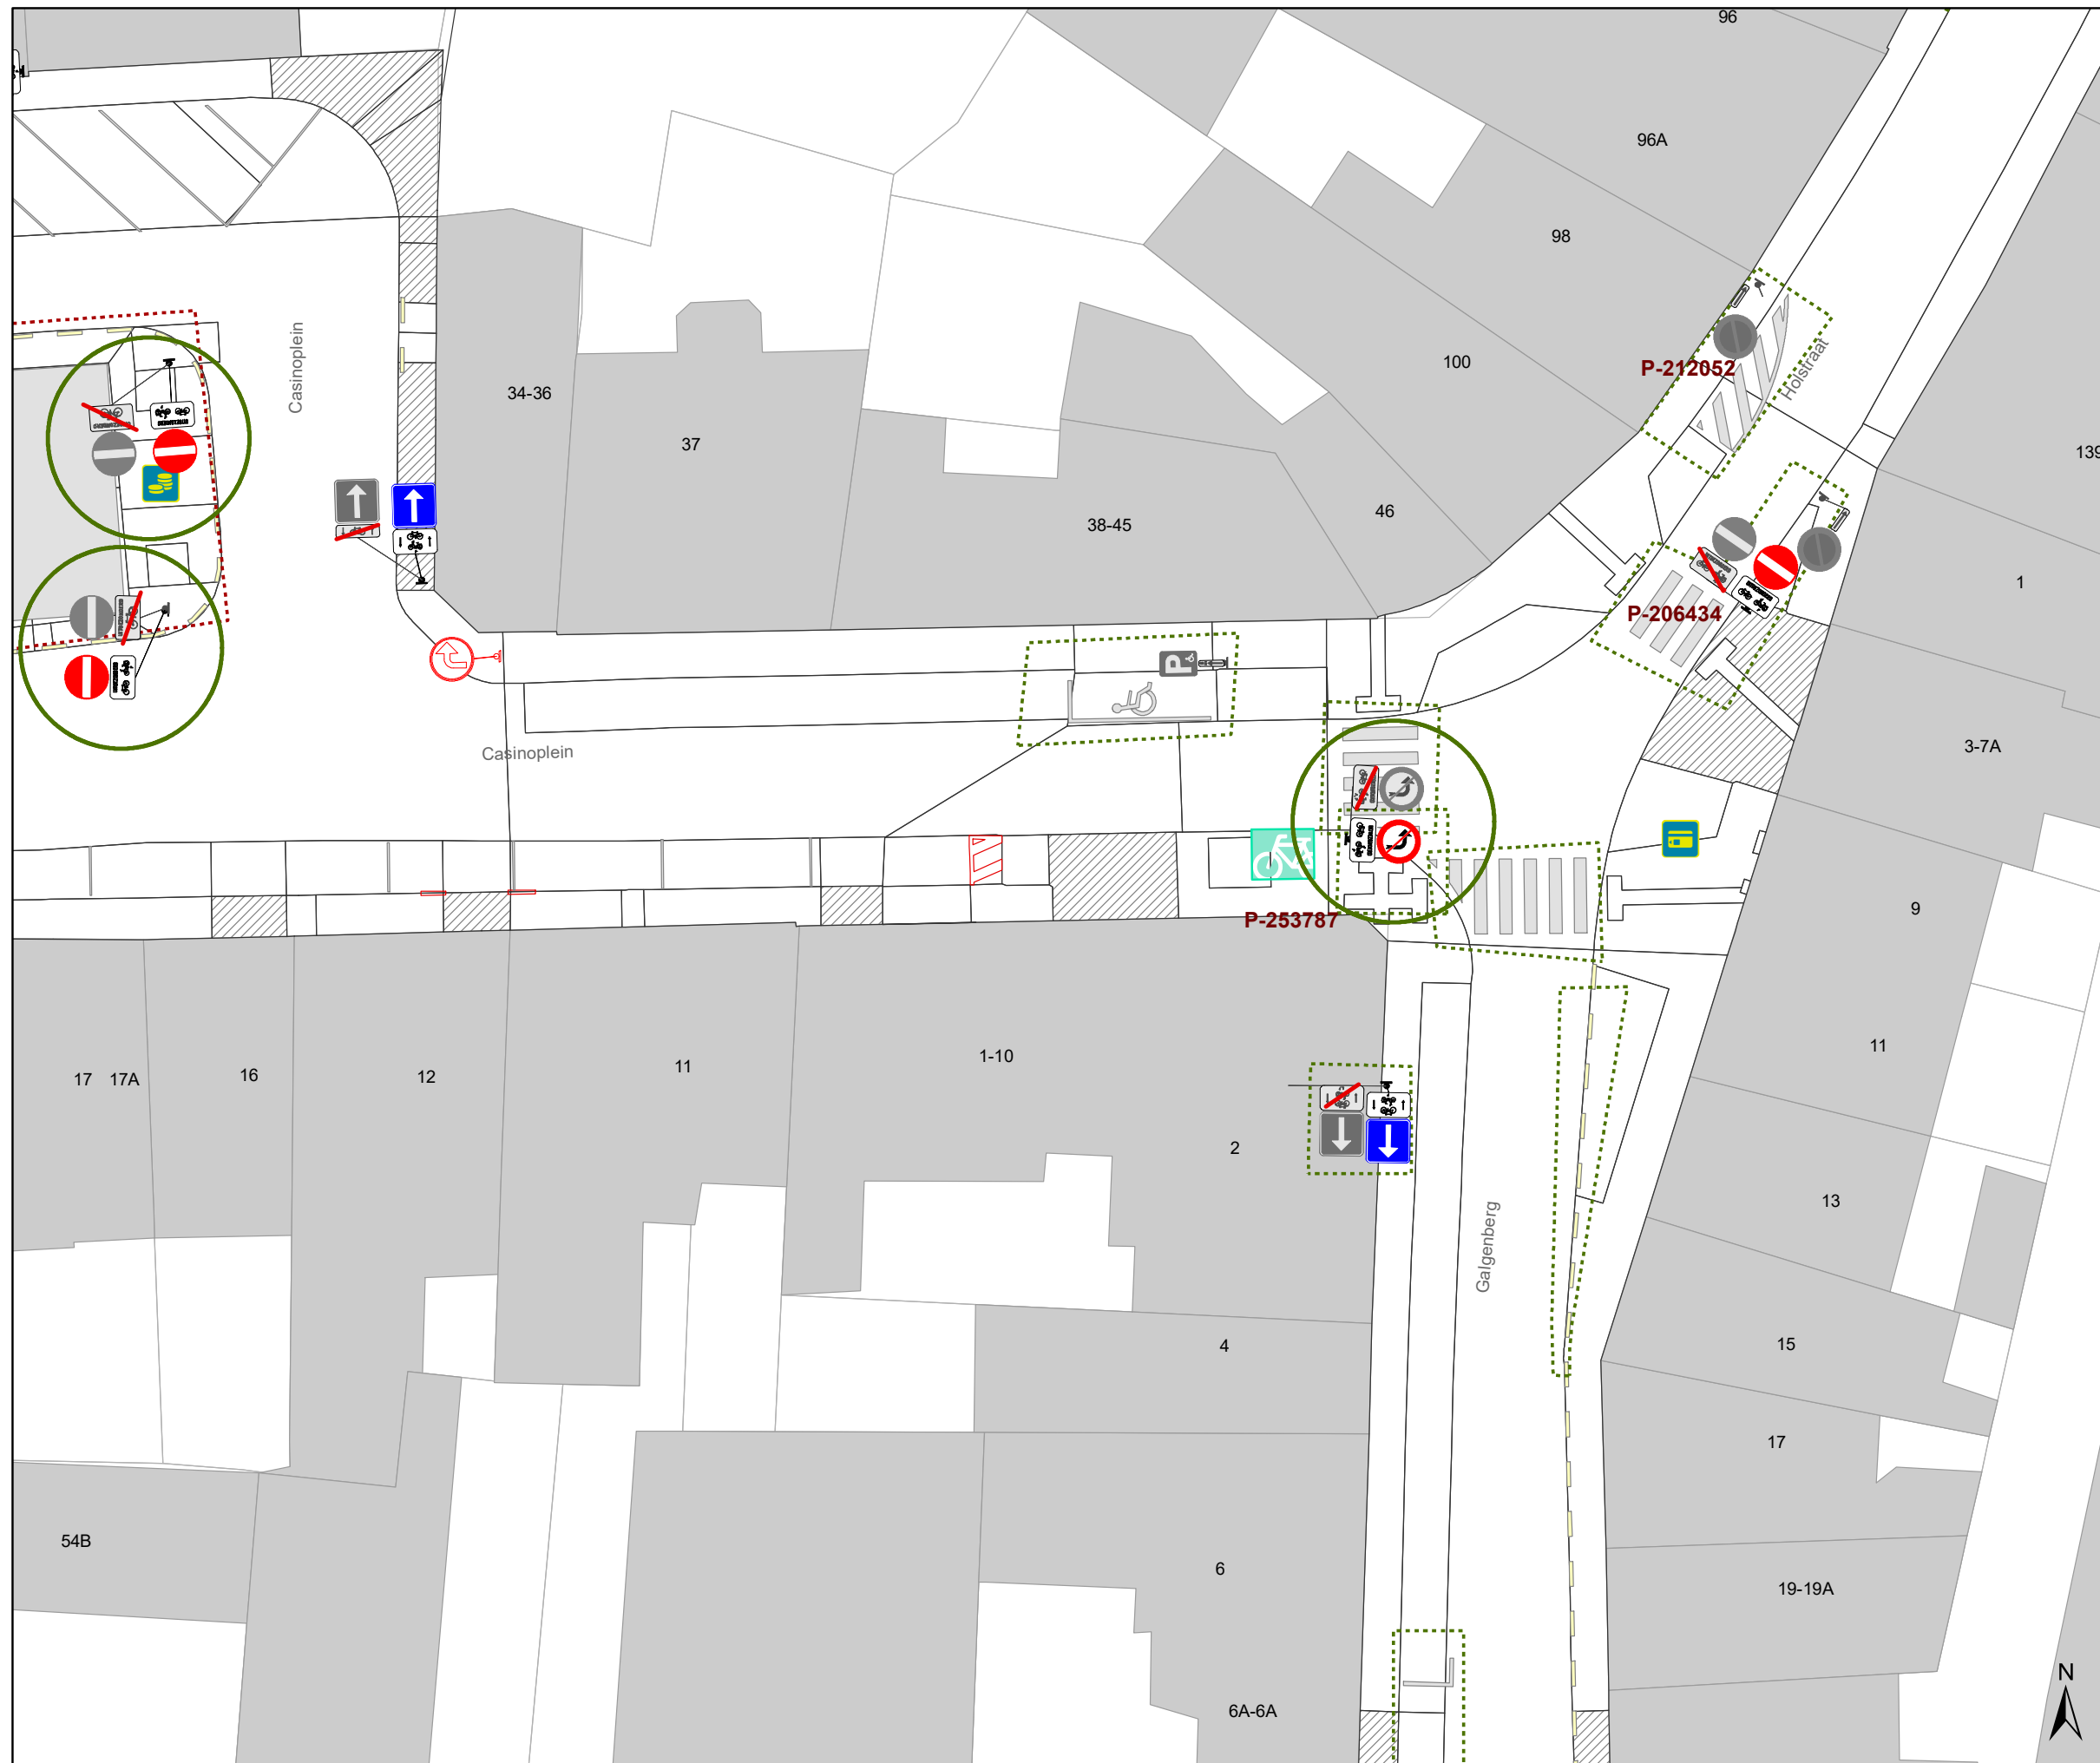 96
96A
98
Casinoplein
100
P-212052
Holstraat
34-36
37
139
46
38-45
1
P-206434
P
3-7A
Casinoplein
9
P-253787
11
17
17A
16
12
11
1-10
2
13
Galgenberg
15
4
17
54B
6
19-19A
N
6A-6A